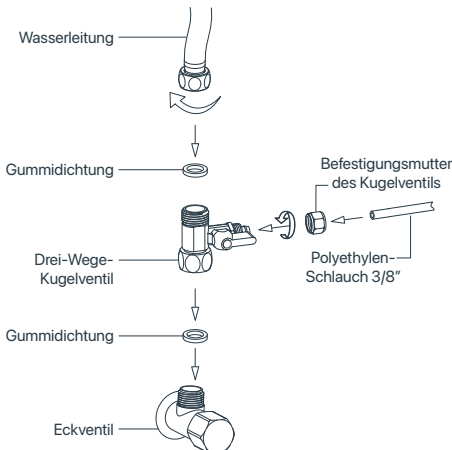 Wasserleitung
Gummidichtung
Befestigungsmutter
des Kugelventils
Drei-Wege-
Kugelventil
Polyethylen-
Schlauch 3/8"
Gummidichtung
Eckventil